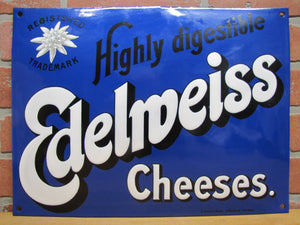 REGISTERED
TRADEMARK
Highly digestible
Edelweiss
Cheeses.